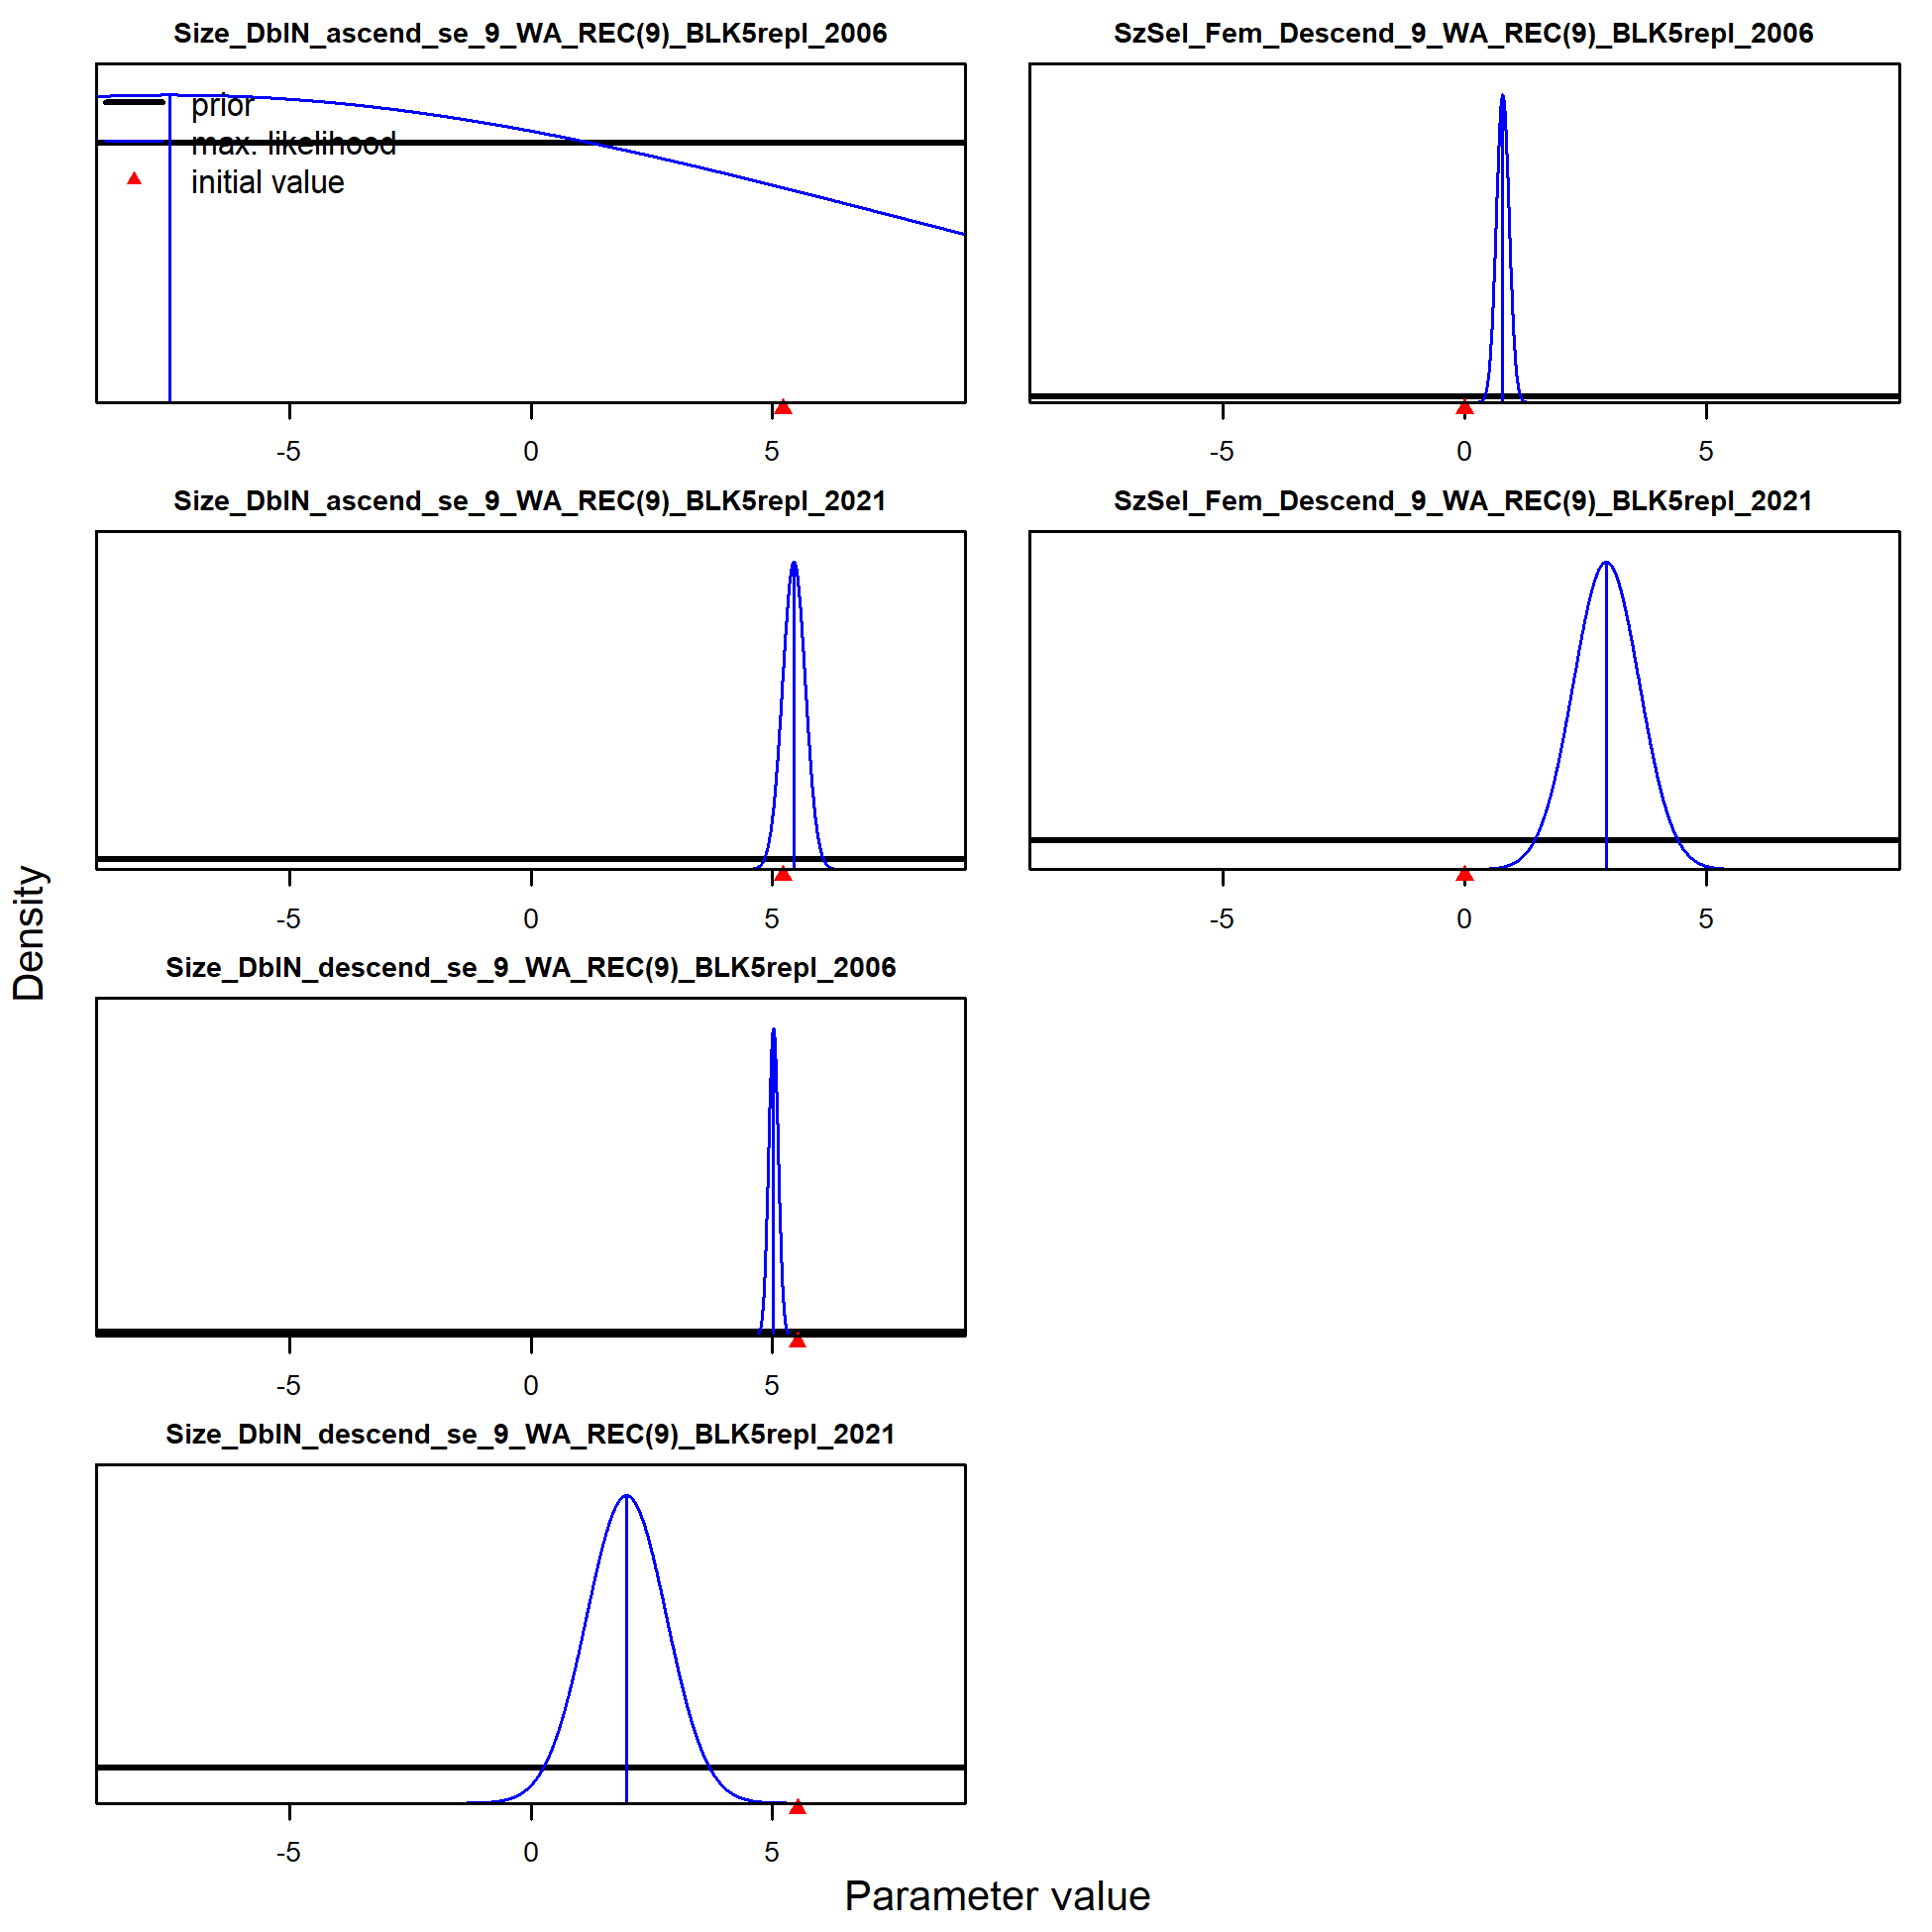 Size_DblN_ascend_se_9_WA_REC(9)_BLK5repl_2006
prior
max. likelihood
initial value
-5 0 5
SzSel_Fem_Descend_9_WA_REC(9)_BLK5repl_2006
-5 0 5
Size_DblN_ascend_se_9_WA_REC(9)_BLK5repl_2021
-5 0 5
SzSel_Fem_Descend_9_WA_REC(9)_BLK5repl_2021
-5 0 5
Size_DblN_descend_se_9_WA_REC(9)_BLK5repl_2006
-5 0 5
Size_DblN_descend_se_9_WA_REC(9)_BLK5repl_2021
-5 0 5
Density
Parameter value